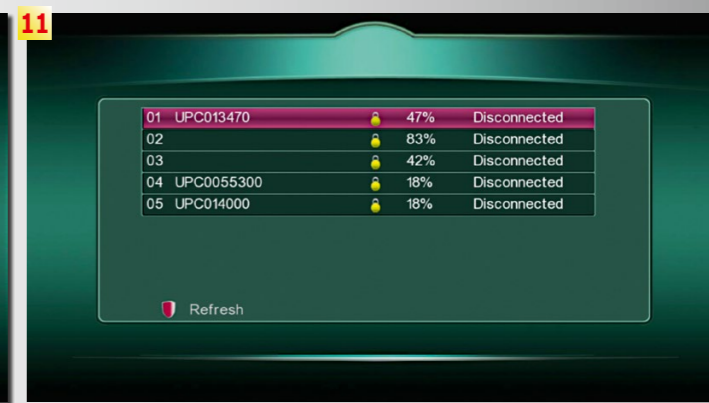 11
01 UPC013470 47% Disconnected
02 83% Disconnected
03 42% Disconnected
04 UPC0055300 18% Disconnected
05 UPC014000 18% Disconnected
Refresh